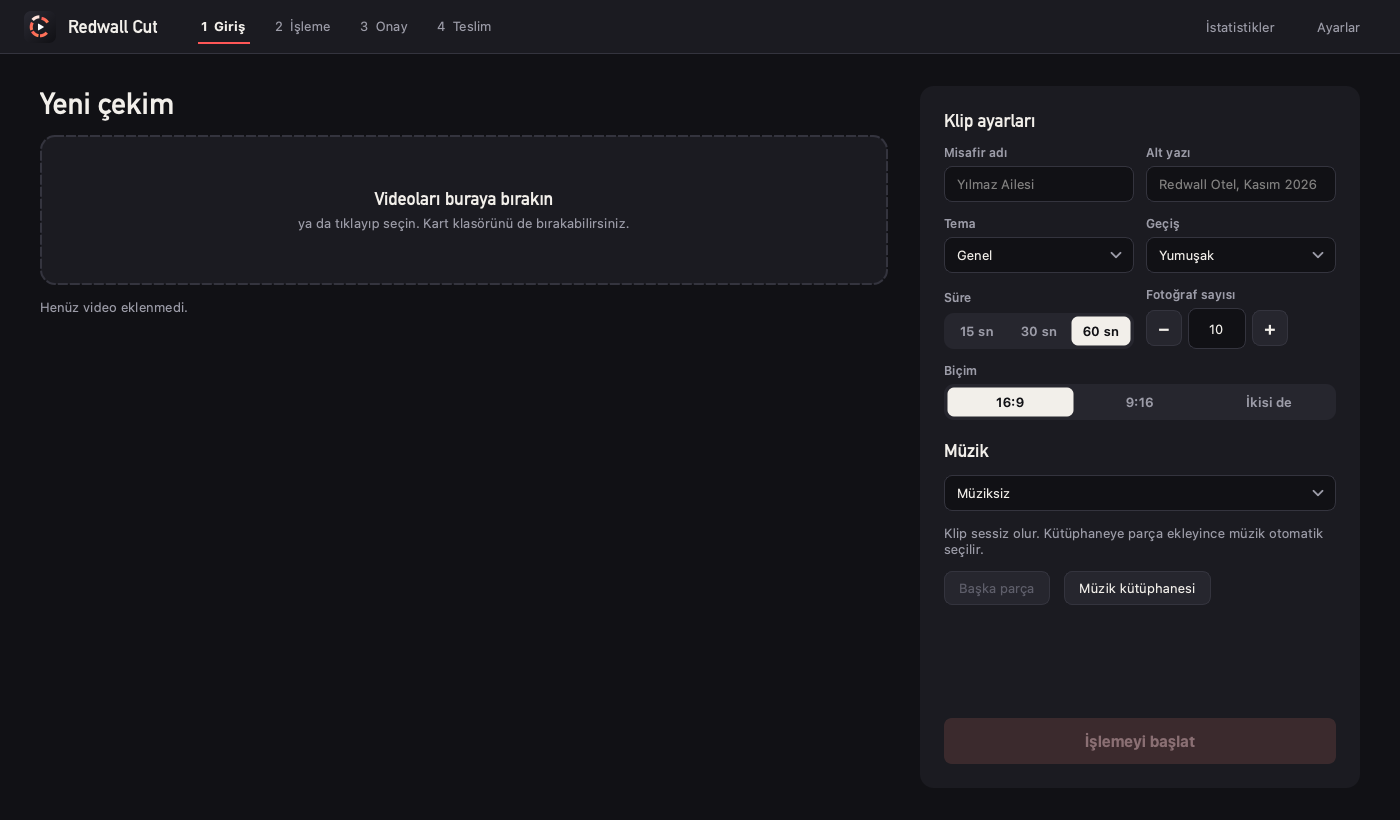 Redwall Cut
1 Giriş
2 İşleme
3 Onay
4 Teslim
İstatistikler
Ayarlar
Yeni çekim
Videoları buraya bırakın
ya da tıklayıp seçin. Kart klasörünü de bırakabilirsiniz.
Henüz video eklenmedi.
Klip ayarları
Misafir adı
Alt yazı
Yılmaz Ailesi
Redwall Otel, Kasım 2026
Tema
Geçiş
Genel
Yumuşak
Süre
Fotoğraf sayısı
15 sn
30 sn
60 sn
−
10
+
Biçim
16:9
9:16
İkisi de
Müzik
Müziksiz
Klip sessiz olur. Kütüphaneye parça ekleyince müzik otomatik
seçilir.
Başka parça
Müzik kütüphanesi
İşlemeyi başlat